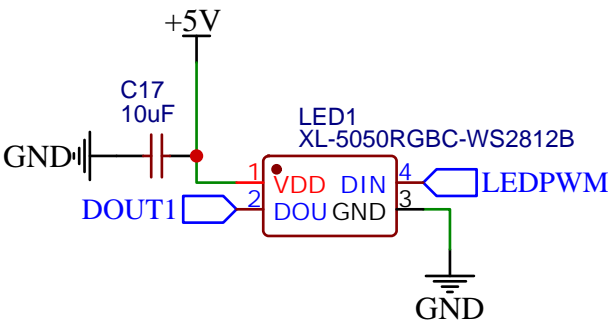 +5V
C17
10uF
GND
LED1
XL-5050RGBC-WS2812B
1 VDD DIN 4 LEDPWM
DOUT1 2 DOU GND 3
GND